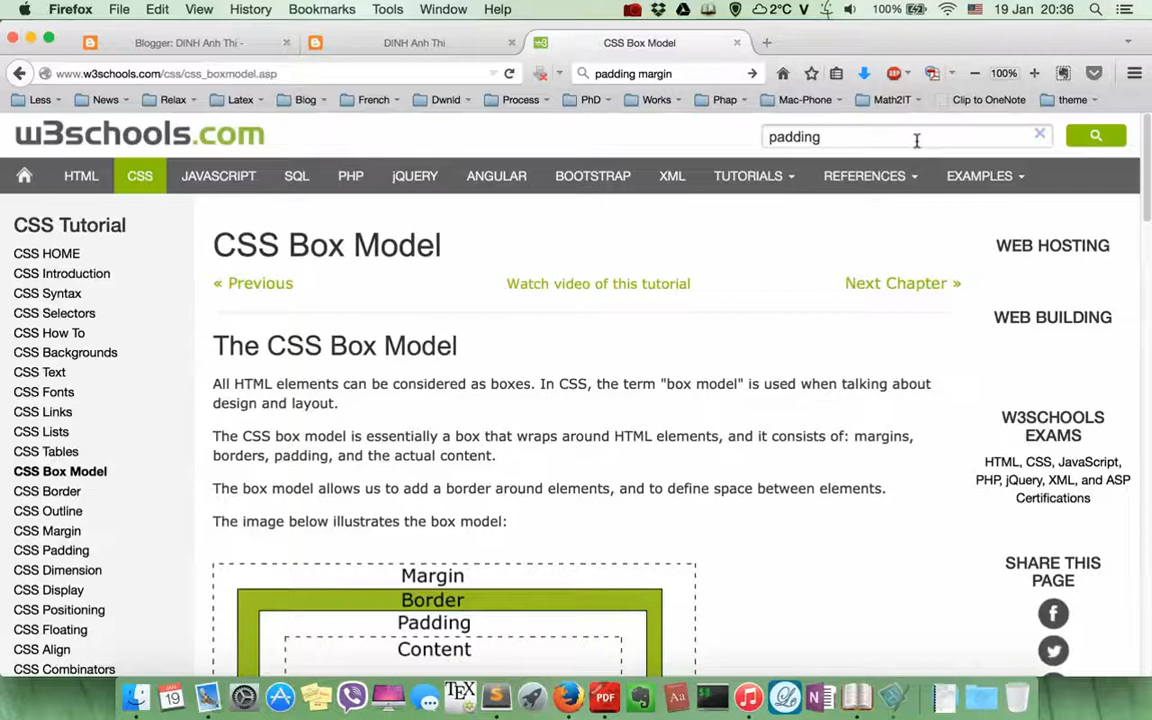 Firefox File Edit View History Bookmarks Tools Window Help 2°C V 100% 19 Jan 20:36
Blogger: DINH Anh Thi - × DINH Anh Thi × CSS Box Model × +
www.w3schools.com/css/css_boxmodel.asp padding margin 100%
Less News Relax Latex Blog French Dwnld Process PhD Works Phap Mac-Phone Math2IT Clip to OneNote theme
w3schools.com padding
HTML CSS JAVASCRIPT SQL PHP jQUERY ANGULAR BOOTSTRAP XML TUTORIALS REFERENCES EXAMPLES
CSS Tutorial
CSS HOME
CSS Introduction
CSS Syntax
CSS Selectors
CSS How To
CSS Backgrounds
CSS Text
CSS Fonts
CSS Links
CSS Lists
CSS Tables
CSS Box Model
CSS Border
CSS Outline
CSS Margin
CSS Padding
CSS Dimension
CSS Display
CSS Positioning
CSS Floating
CSS Align
CSS Combinators
CSS Box Model
« Previous Watch video of this tutorial Next Chapter »
The CSS Box Model
All HTML elements can be considered as boxes. In CSS, the term "box model" is used when talking about
design and layout.
The CSS box model is essentially a box that wraps around HTML elements, and it consists of: margins,
borders, padding, and the actual content.
The box model allows us to add a border around elements, and to define space between elements.
The image below illustrates the box model:
Margin
Border
Padding
Content
WEB HOSTING
WEB BUILDING
W3SCHOOLS
EXAMS
HTML, CSS, JavaScript,
PHP, jQuery, XML, and ASP
Certifications
SHARE THIS
PAGE
19
TEX
PDF
Aa